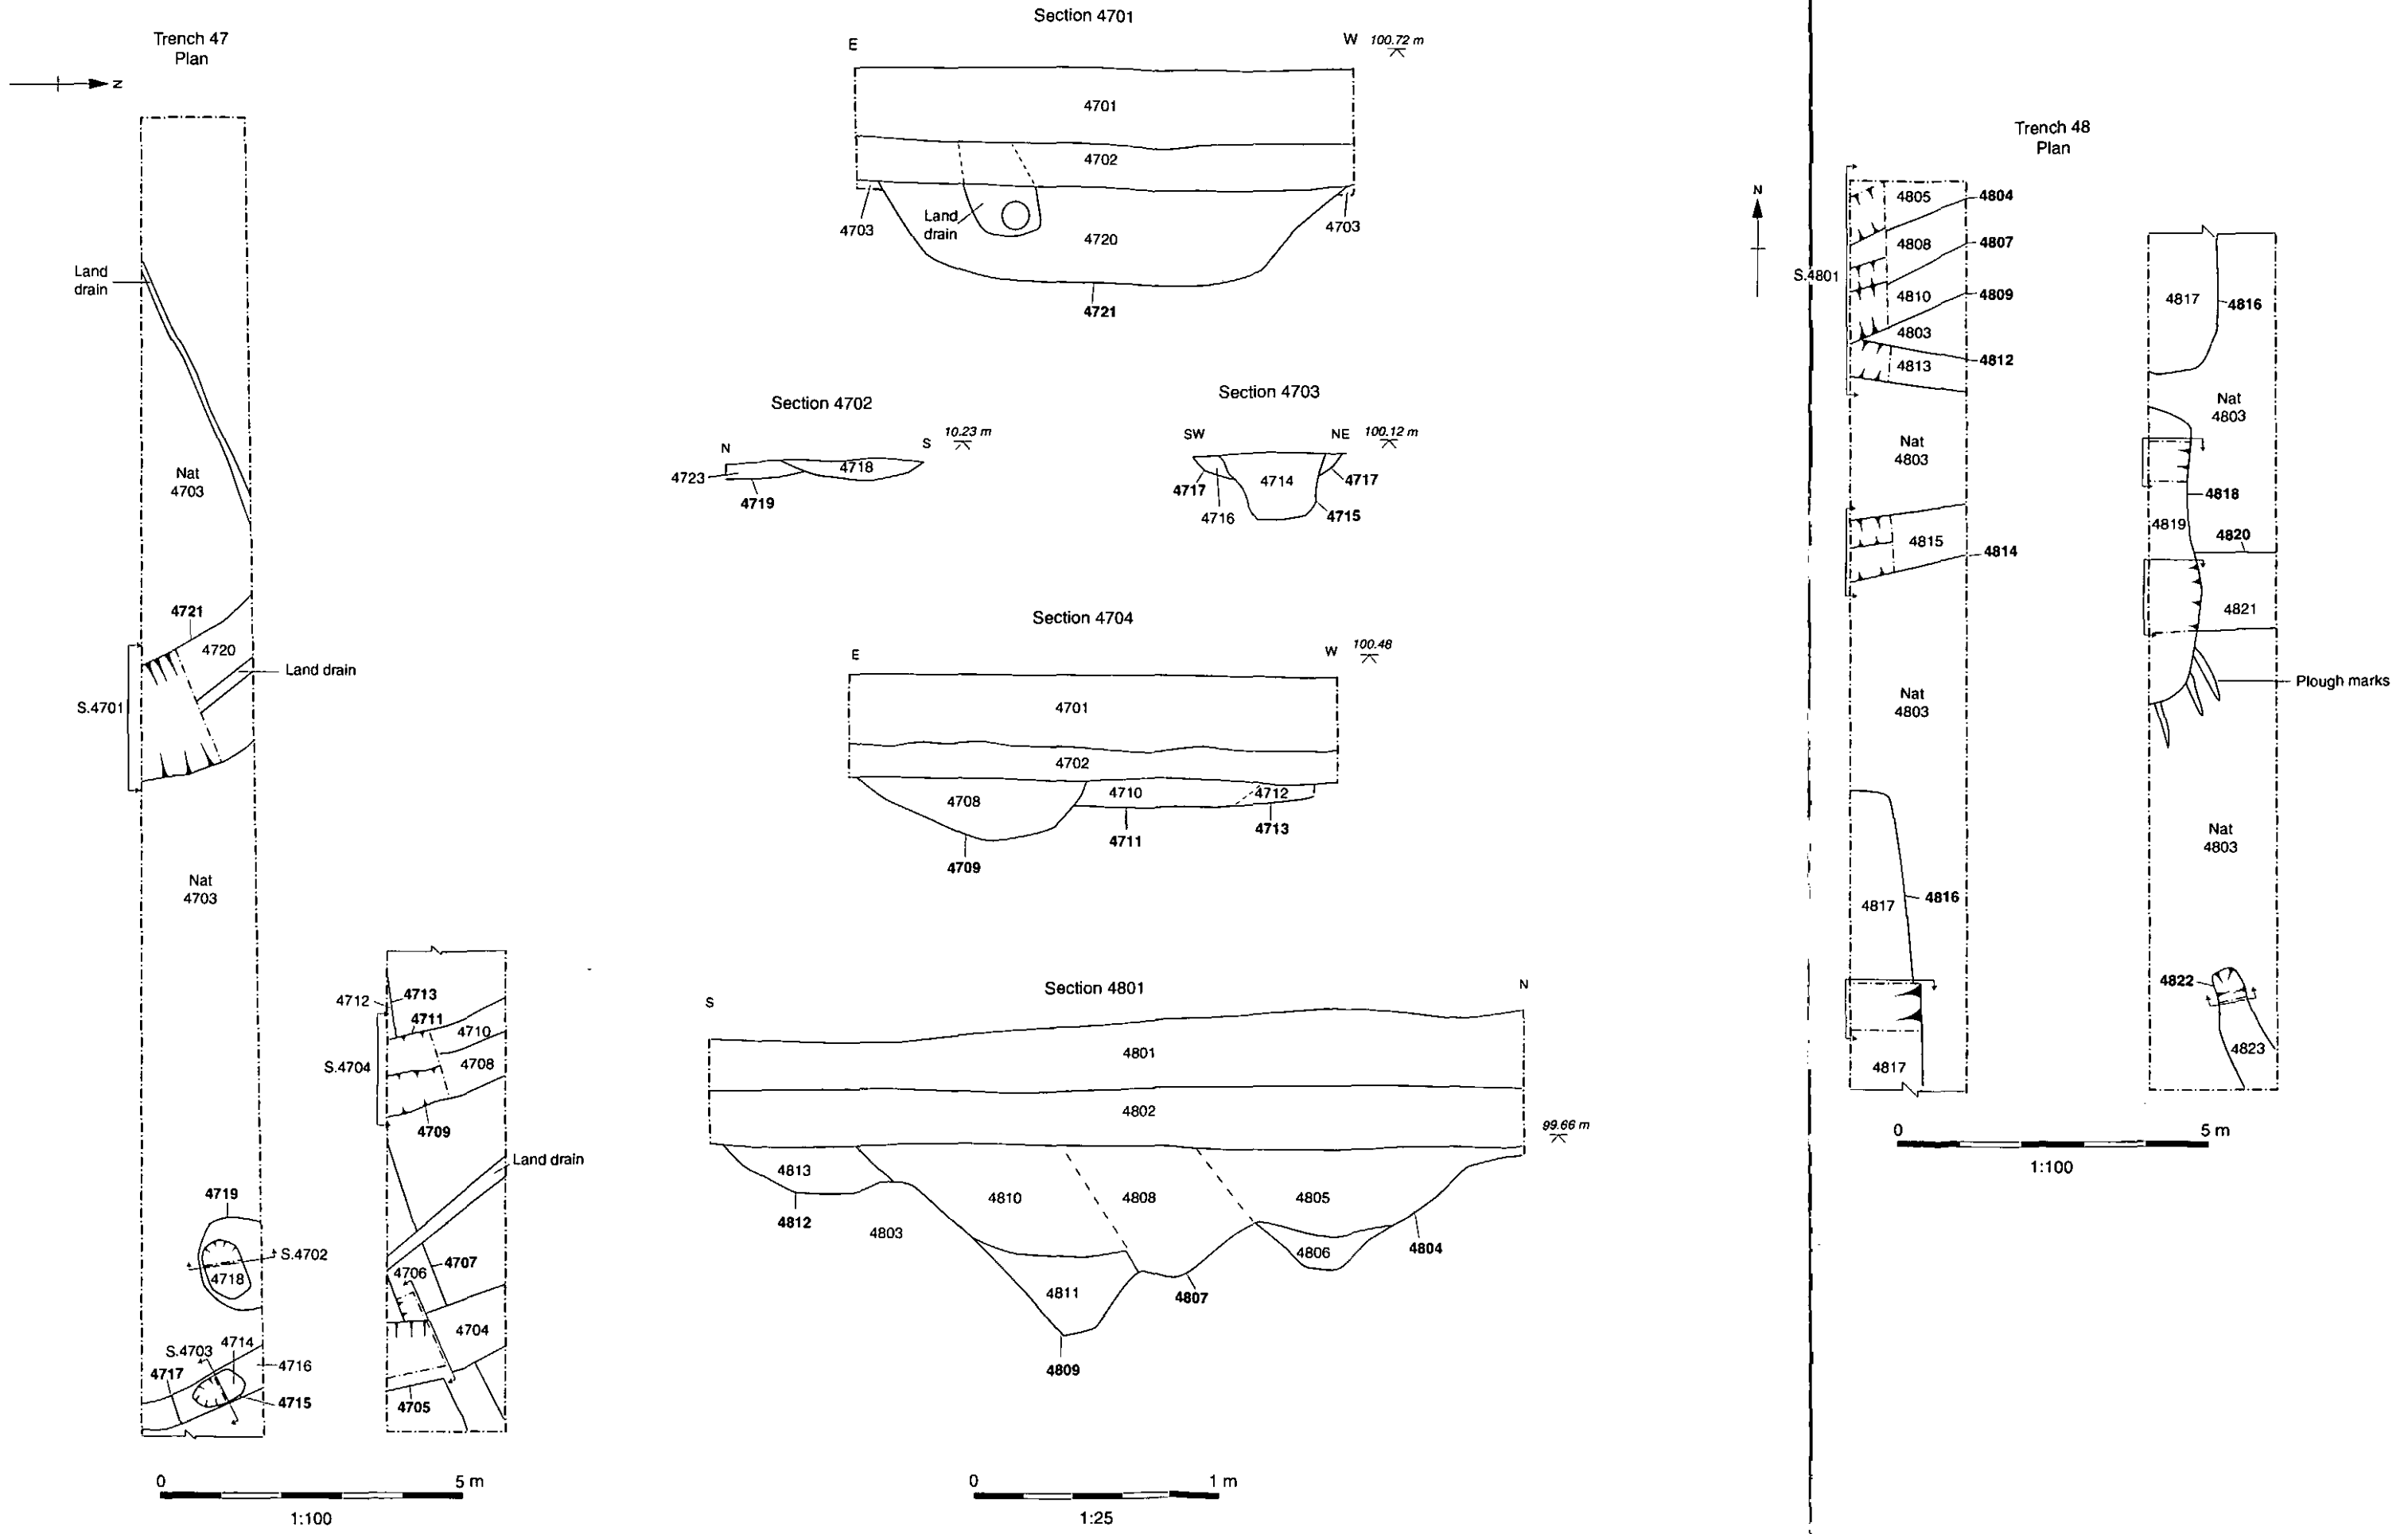 Trench 47
Plan
N
Land
drain
Nat
4703
4721
4720
Land drain
S.4701
Nat
4703
4719
S.4702
4718
S.4703
4714
4716
4717
4715
4712
4713
4711
4710
S.4704
4708
4709
Land drain
4707
4706
4704
4705
0 5 m
1:100
Section 4701
E W 100.72 m
4701
4702
4703
Land
drain
4720
4703
4721
Section 4702
N S 10.23 m
4723
4718
4719
Section 4703
SW NE 100.12 m
4717
4716
4714
4717
4715
Section 4704
E W 100.48
4701
4702
4708
4710
4712
4709
4711
4713
Section 4801
S N
4801
4802
99.66 m
4813
4810
4808
4805
4812
4803
4806
4804
4811
4807
4809
0 1 m
1:25
Trench 48
Plan
N
4805
4804
4808
4807
S.4801
4810
4809
4803
4812
4813
Nat
4803
4815
4814
Nat
4803
4817
4816
4817
4817
4816
Nat
4803
4818
4819
4820
4821
Plough marks
Nat
4803
4822
4823
0 5 m
1:100